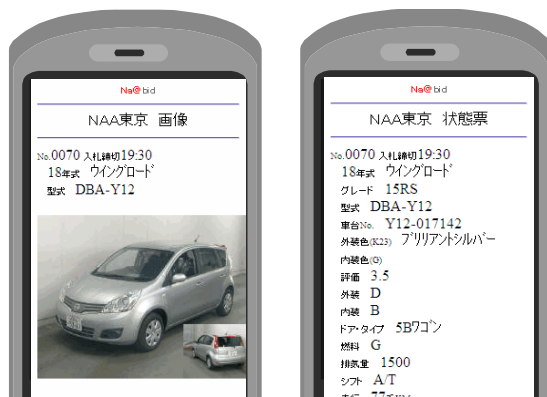 Na@ bid
NAA東京 画像
No.0070 入札締切19:30
18年式 ウイングロード
型式 DBA-Y12
Na@ bid
NAA東京 状態票
No.0070 入札締切19:30
18年式 ウイングロード
グレード 15RS
型式 DBA-Y12
車台No. Y12-017142
外装色(K23) ブリリアントシルバー
内装色(G)
評価 3.5
外装 D
内装 B
ドア・タイプ 5Bワゴン
燃料 G
排気量 1500
シフト A/T